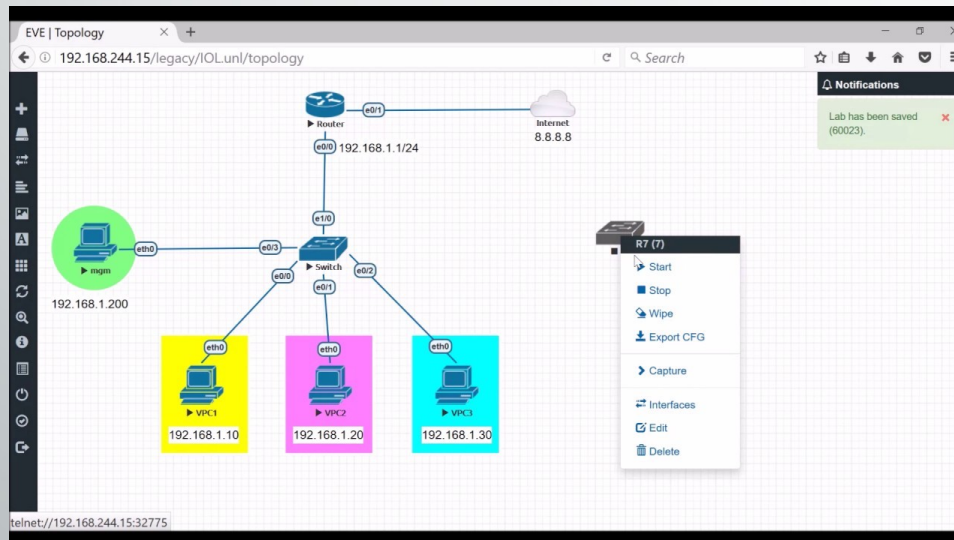 EVE | Topology
192.168.244.15/legacy/IOL.unl/topology
Search
Notifications
Lab has been saved
(60023).
e0/1
Router
Internet
8.8.8.8
e0/0
192.168.1.1/24
e1/0
R7 (7)
eth0
e0/3
Switch
mgm
e0/0
e0/2
e0/1
192.168.1.200
Start
Stop
Wipe
Export CFG
Capture
Interfaces
Edit
Delete
eth0
eth0
eth0
VPC1
VPC2
VPC3
192.168.1.10
192.168.1.20
192.168.1.30
telnet://192.168.244.15:32775